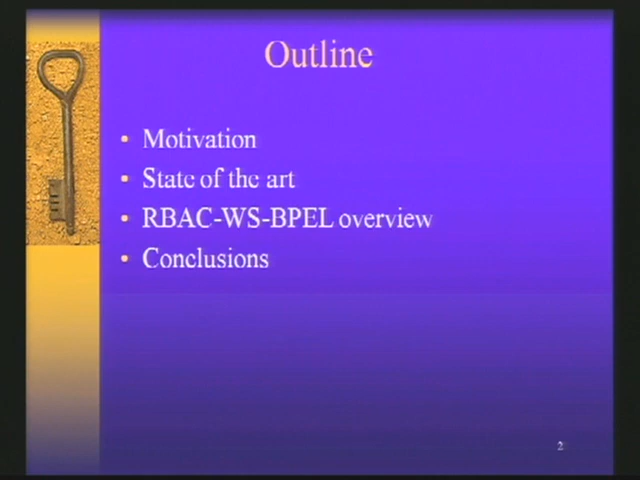 Outline
• Motivation
• State of the art
• RBAC-WS-BPEL overview
• Conclusions
2